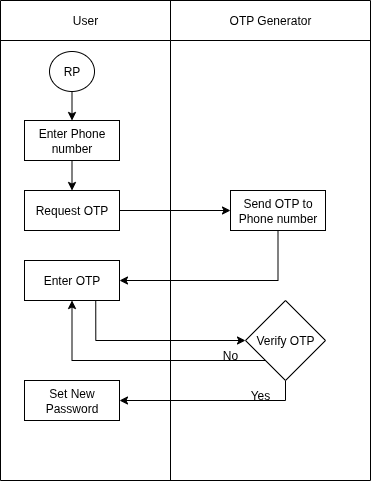 User
OTP Generator
RP
Enter Phone
number
Request OTP
Send OTP to
Phone number
Enter OTP
Verify OTP
No
Set New
Password
Yes